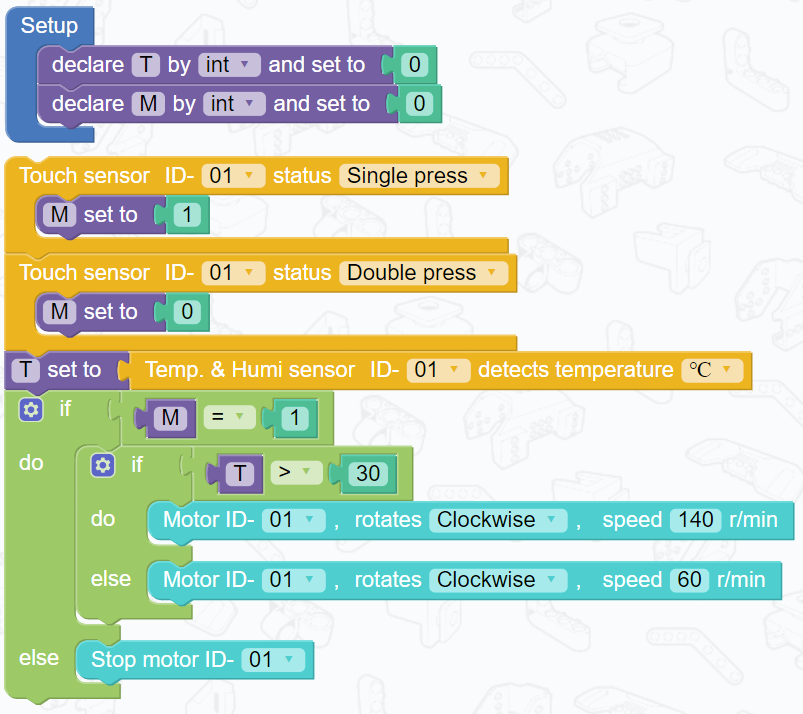 Setup
declare T by int and set to 0
declare M by int and set to 0
Touch sensor ID- 01 status Single press
M set to 1
Touch sensor ID- 01 status Double press
M set to 0
T set to Temp. & Humi sensor ID- 01 detects temperature °C
if M = 1
do if T > 30
do Motor ID- 01 , rotates Clockwise , speed 140 r/min
else Motor ID- 01 , rotates Clockwise , speed 60 r/min
else Stop motor ID- 01